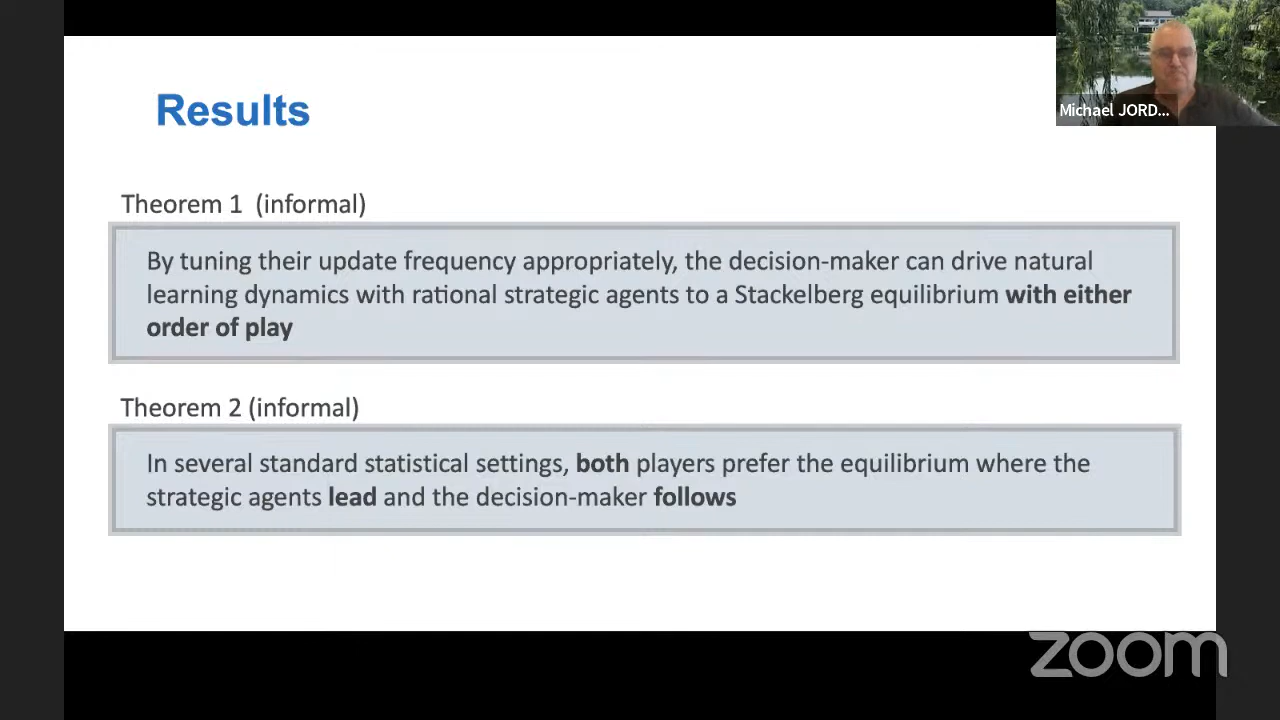 Michael JORD...
Results
Theorem 1 (informal)
By tuning their update frequency appropriately, the decision-maker can drive natural
learning dynamics with rational strategic agents to a Stackelberg equilibrium with either
order of play
Theorem 2 (informal)
In several standard statistical settings, both players prefer the equilibrium where the
strategic agents lead and the decision-maker follows
zoom